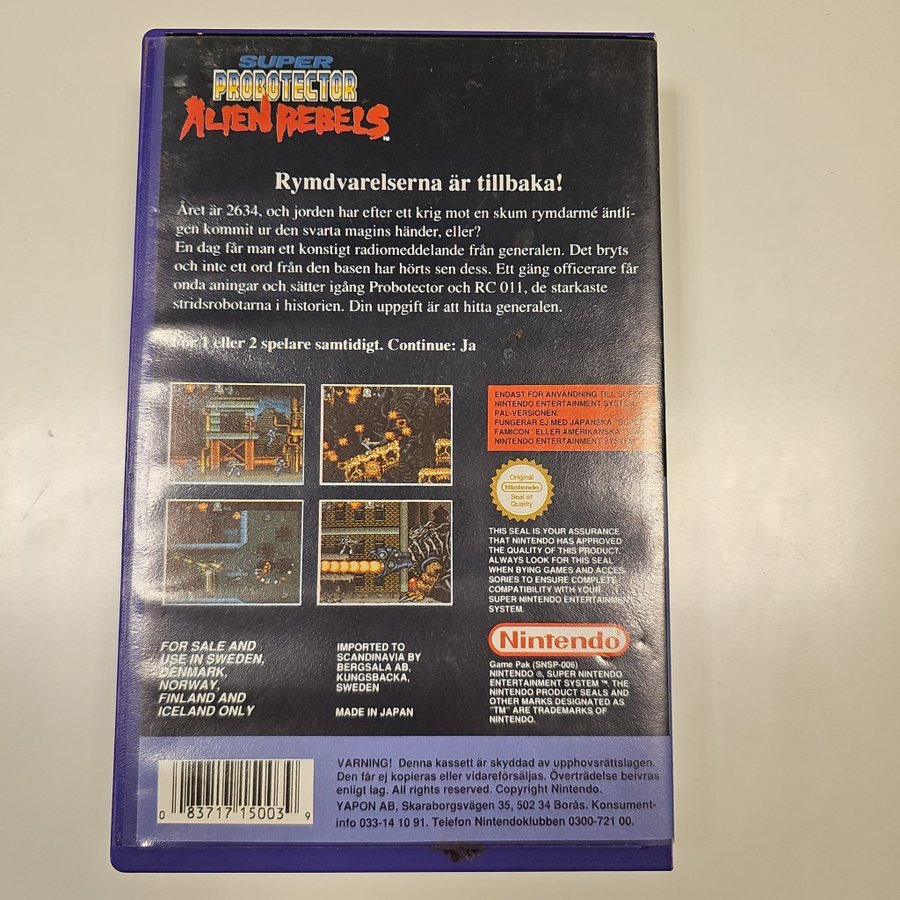 SUPER
PROBOTECTOR
ALIEN REBELS™
Rymdvarelserna är tillbaka!
Året är 2634, och jorden har efter ett krig mot en skum rymdarmé äntli-
gen kommit ur den svarta magins händer, eller?
En dag får man ett konstigt radiomeddelande från generalen. Det bryts
och inte ett ord från den basen har hörts sen dess. Ett gäng officerare får
onda aningar och sätter igång Probotector och RC 011, de starkaste
stridsrobotarna i historien. Din uppgift är att hitta generalen.
För 1 eller 2 spelare samtidigt. Continue: Ja
ENDAST FÖR ANVÄNDNING TILL SUPER
NINTENDO ENTERTAINMENT SYSTEM
PAL-VERSIONEN.
FUNGERAR EJ MED JAPANSKA "SUPER
FAMICON" ELLER AMERIKANSKA
NINTENDO ENTERTAINMENT SYSTEM
Original
Nintendo
Seal of
Quality
THIS SEAL IS YOUR ASSURANCE
THAT NINTENDO HAS APPROVED
THE QUALITY OF THIS PRODUCT.
ALWAYS LOOK FOR THIS SEAL
WHEN BYING GAMES AND ACCES-
SORIES TO ENSURE COMPLETE
COMPATIBILITY WITH YOUR
SUPER NINTENDO ENTERTAINMENT
SYSTEM.
Nintendo®
Game Pak (SNSP-006)
NINTENDO ®, SUPER NINTENDO
ENTERTAINMENT SYSTEM ™, THE
NINTENDO PRODUCT SEALS AND
OTHER MARKS DESIGNATED AS
"TM" ARE TRADEMARKS OF
NINTENDO.
FOR SALE AND
USE IN SWEDEN,
DENMARK,
NORWAY,
FINLAND AND
ICELAND ONLY
IMPORTED TO
SCANDINAVIA BY
BERGSALA AB,
KUNGSBACKA,
SWEDEN
MADE IN JAPAN
0 83717 15003 9
VARNING! Denna kassett är skyddad av upphovsrättslagen.
Den får ej kopieras eller vidareförsäljas. Överträdelse beivras
enligt lag. All rights reserved. Copyright Nintendo.
YAPON AB, Skaraborgsvägen 35, 502 34 Borås. Konsument-
info 033-14 10 91. Telefon Nintendoklubben 0300-721 00.